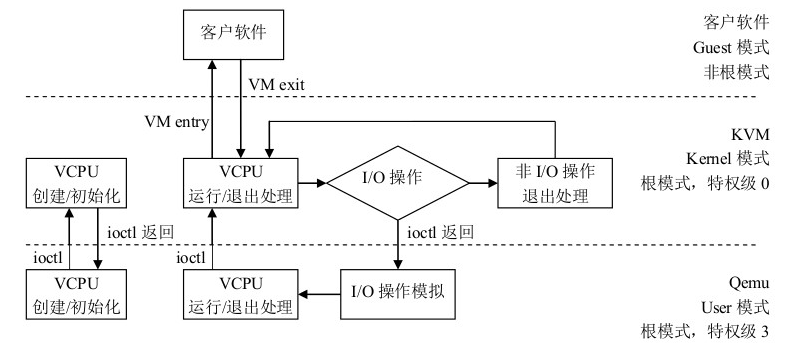 客户软件
客户软件
Guest 模式
非根模式
VM exit
VM entry
KVM
Kernel 模式
根模式，特权级 0
VCPU
创建/初始化
VCPU
运行/退出处理
I/O 操作
非 I/O 操作
退出处理
ioctl 返回
ioctl 返回
ioctl
ioctl
VCPU
创建/初始化
VCPU
运行/退出处理
I/O 操作模拟
Qemu
User 模式
根模式，特权级 3